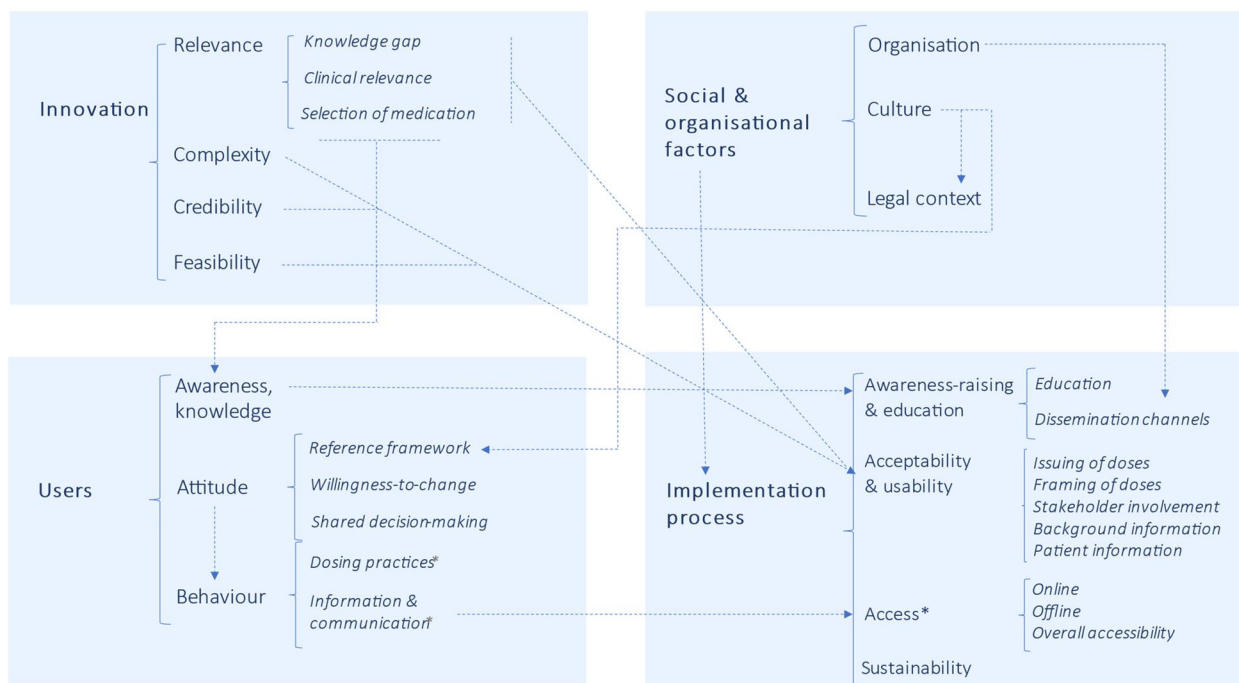 Innovation
Relevance
Knowledge gap
Clinical relevance
Selection of medication
Complexity
Credibility
Feasibility
Social &
organisational
factors
Organisation
Culture
Legal context
Users
Awareness,
knowledge
Attitude
Reference framework
Willingness-to-change
Shared decision-making
Behaviour
Dosing practices*
Information &
communication*
Implementation
process
Awareness-raising
& education
Education
Dissemination channels
Acceptability
& usability
Issuing of doses
Framing of doses
Stakeholder involvement
Background information
Patient information
Access*
Online
Offline
Overall accessibility
Sustainability